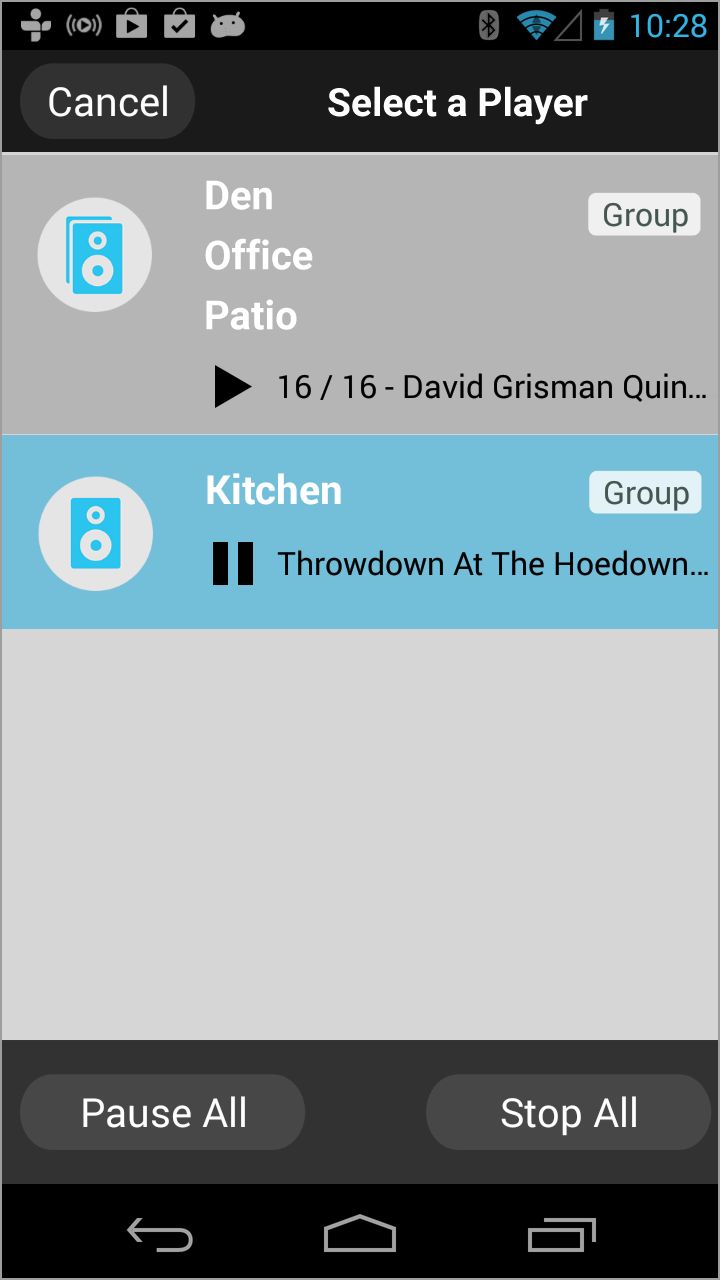 10:28
Cancel
Select a Player
Den
Group
Office
Patio
16 / 16 - David Grisman Quin...
Kitchen
Group
Throwdown At The Hoedown...
Pause All
Stop All